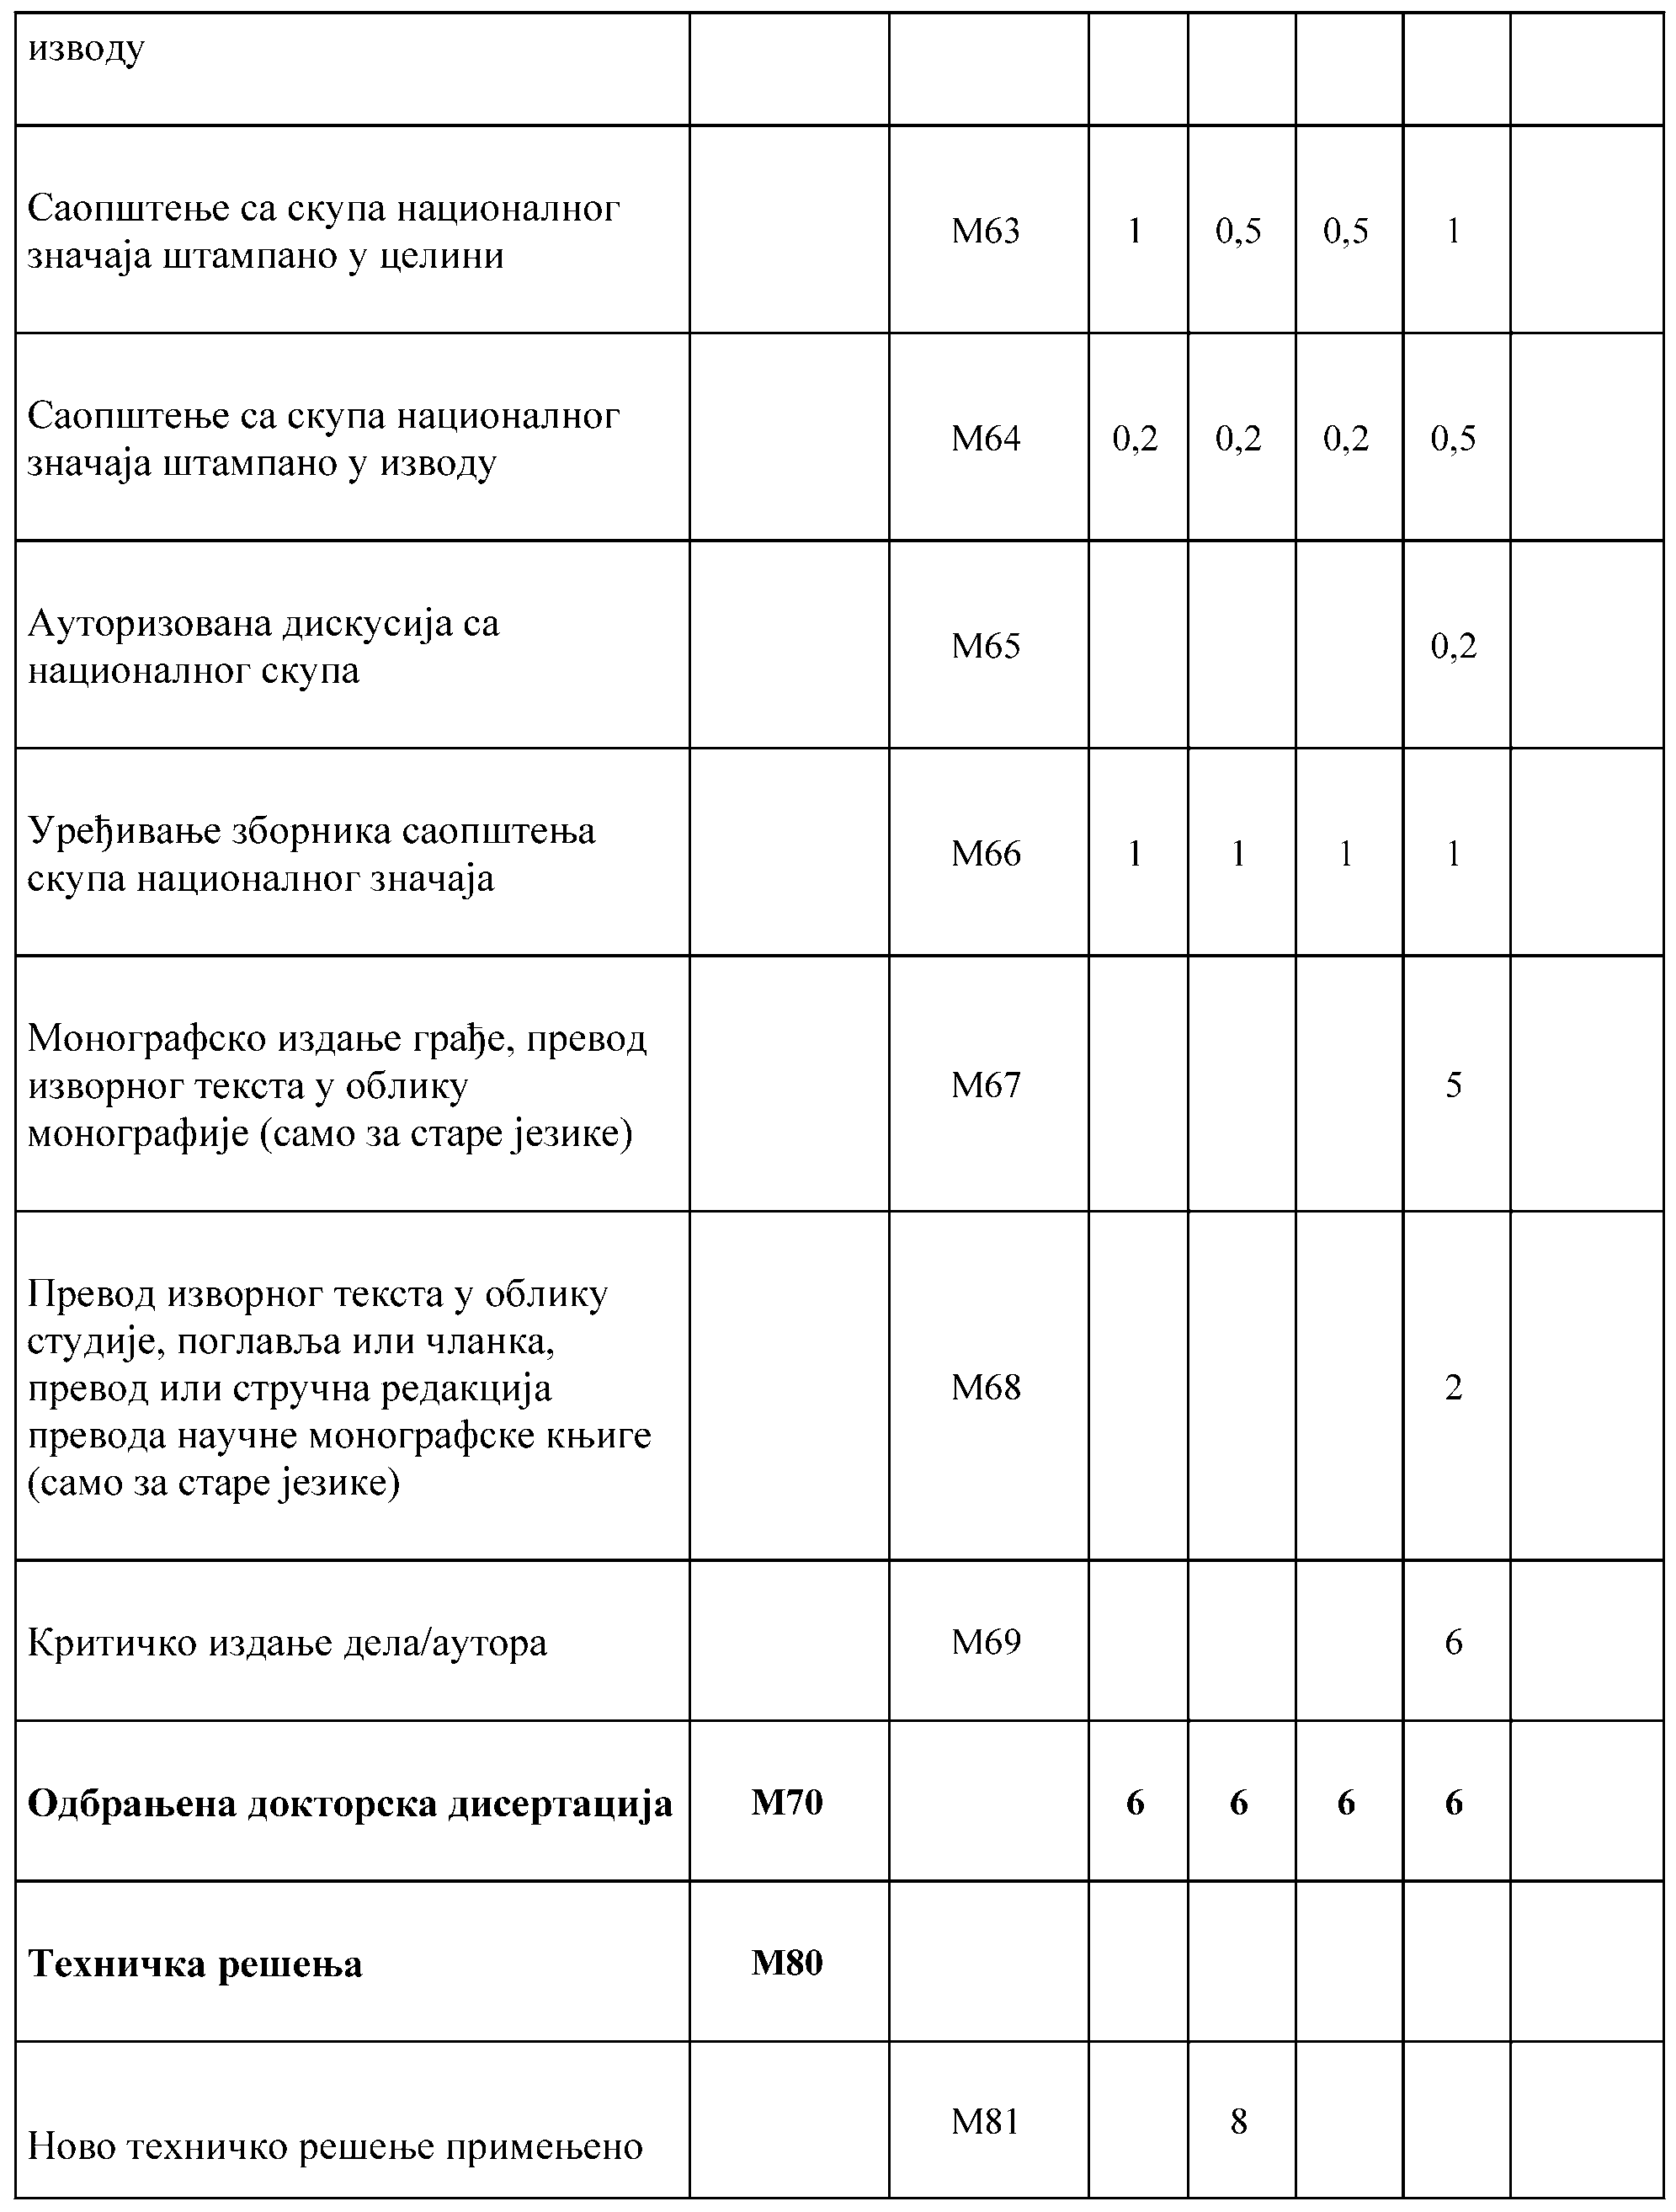 изводу
Саопштење са скупа националног
значаја штампано у целини
М63 1 0,5 0,5 1
Саопштење са скупа националног
значаја штампано у изводу
М64 0,2 0,2 0,2 0,5
Ауторизована дискусија са
националног скупа
М65 0,2
Уређивање зборника саопштења
скупа националног значаја
М66 1 1 1 1
Монографско издање грађе, превод
изворног текста у облику
монографије (само за старе језике)
М67 5
Превод изворног текста у облику
студије, поглавља или чланка,
превод или стручна редакција
превода научне монографске књиге
(само за старе језике)
М68 2
Критичко издање дела/аутора М69 6
Одбрањена докторска дисертација М70 6 6 6 6
Техничка решења М80
Ново техничко решење примењено М81 8